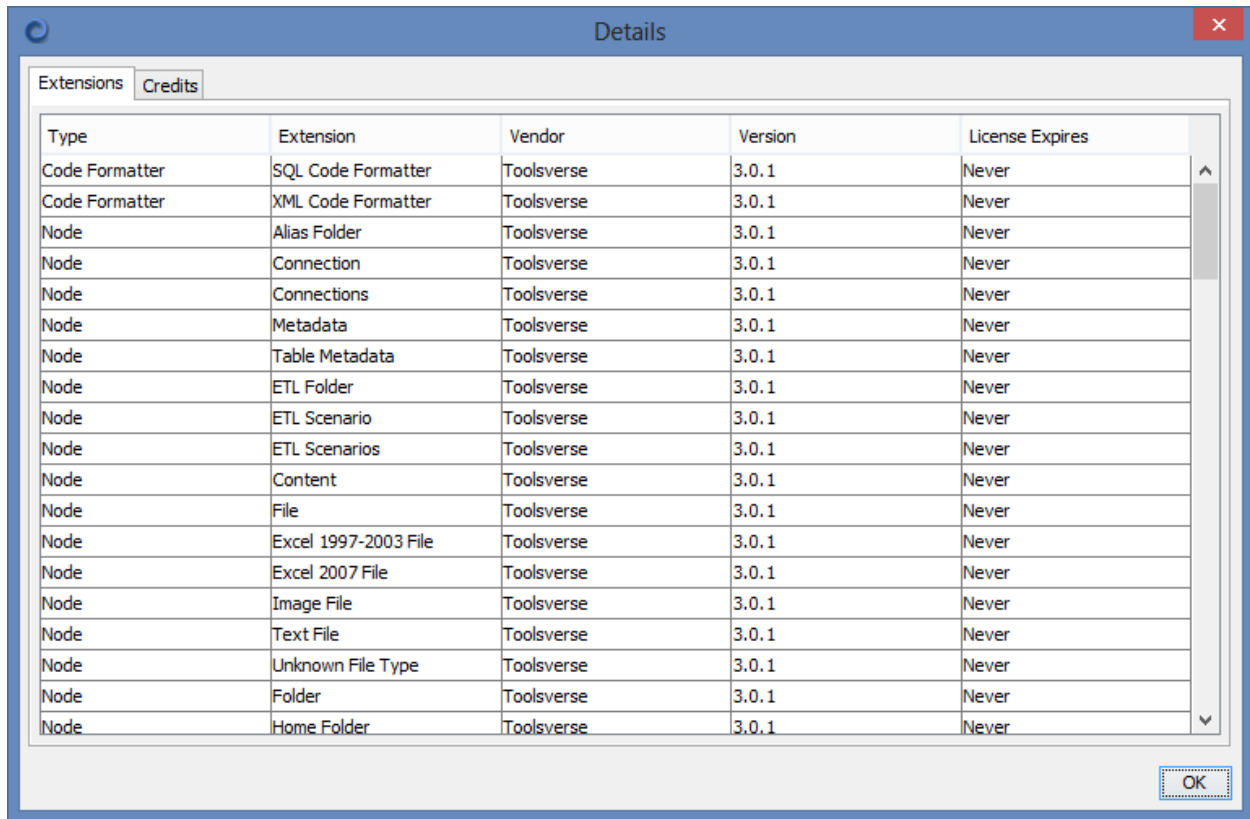 Details
Extensions Credits
Type Extension Vendor Version License Expires
Code Formatter SQL Code Formatter Toolsverse 3.0.1 Never
Code Formatter XML Code Formatter Toolsverse 3.0.1 Never
Node Alias Folder Toolsverse 3.0.1 Never
Node Connection Toolsverse 3.0.1 Never
Node Connections Toolsverse 3.0.1 Never
Node Metadata Toolsverse 3.0.1 Never
Node Table Metadata Toolsverse 3.0.1 Never
Node ETL Folder Toolsverse 3.0.1 Never
Node ETL Scenario Toolsverse 3.0.1 Never
Node ETL Scenarios Toolsverse 3.0.1 Never
Node Content Toolsverse 3.0.1 Never
Node File Toolsverse 3.0.1 Never
Node Excel 1997-2003 File Toolsverse 3.0.1 Never
Node Excel 2007 File Toolsverse 3.0.1 Never
Node Image File Toolsverse 3.0.1 Never
Node Text File Toolsverse 3.0.1 Never
Node Unknown File Type Toolsverse 3.0.1 Never
Node Folder Toolsverse 3.0.1 Never
Node Home Folder Toolsverse 3.0.1 Never
OK